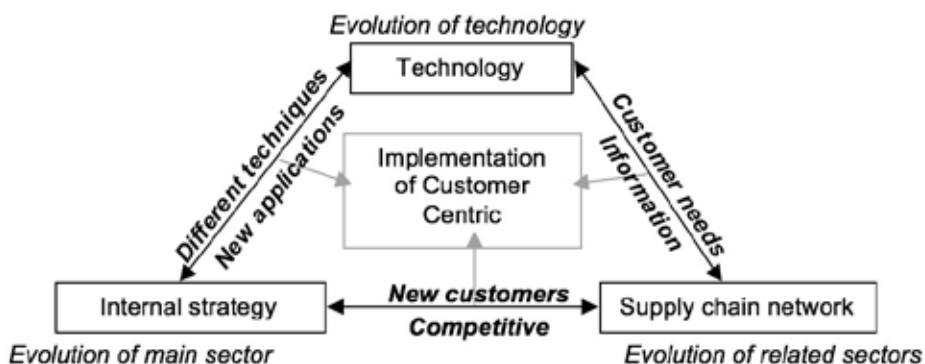 Evolution of technology
Technology
Different techniques
New applications
Customer needs
Information
Implementation
of Customer
Centric
Internal strategy
New customers
Competitive
Supply chain network
Evolution of main sector
Evolution of related sectors